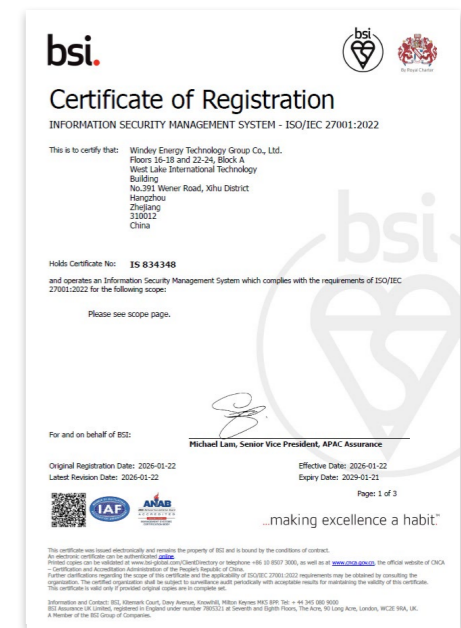 bsi.
bsi
By Royal Charter
Certificate of Registration
INFORMATION SECURITY MANAGEMENT SYSTEM - ISO/IEC 27001:2022
This is to certify that: Windey Energy Technology Group Co., Ltd.
Floors 16-18 and 22-24, Block A
West Lake International Technology
Building
No.391 Wener Road, Xihu District
Hangzhou
Zhejiang
310012
China
Holds Certificate No: IS 834348
and operates an Information Security Management System which complies with the requirements of ISO/IEC
27001:2022 for the following scope:
Please see scope page.
bsi
For and on behalf of BSI:
Michael Lam, Senior Vice President, APAC Assurance
Original Registration Date: 2026-01-22 Effective Date: 2026-01-22
Latest Revision Date: 2026-01-22 Expiry Date: 2029-01-21
Page: 1 of 3
IAF
ANAB
ACCREDITED
...making excellence a habit.™
This certificate was issued electronically and remains the property of BSI and is bound by the conditions of contract.
An electronic certificate can be authenticated online.
Printed copies can be validated at www.bsi-global.com/ClientDirectory or telephone +86 10 8507 3000, as well as at www.cnca.gov.cn, the official website of CNCA
– Certification and Accreditation Administration of the People's Republic of China.
Further clarifications regarding the scope of this certificate and the applicability of ISO/IEC 27001:2022 requirements may be obtained by consulting the
organization. The certified organization shall be subject to surveillance audit periodically with acceptable results for maintaining the validity of this certificate.
This certificate is valid only if provided original copies are in complete set.
Information and Contact: BSI, Kitemark Court, Davy Avenue, Knowlhill, Milton Keynes MK5 8PP. Tel: + 44 345 080 9000
BSI Assurance UK Limited, registered in England under number 7805321 at Seventh and Eighth Floors, The Acre, 90 Long Acre, London, WC2E 9RA, UK.
A Member of the BSI Group of Companies.